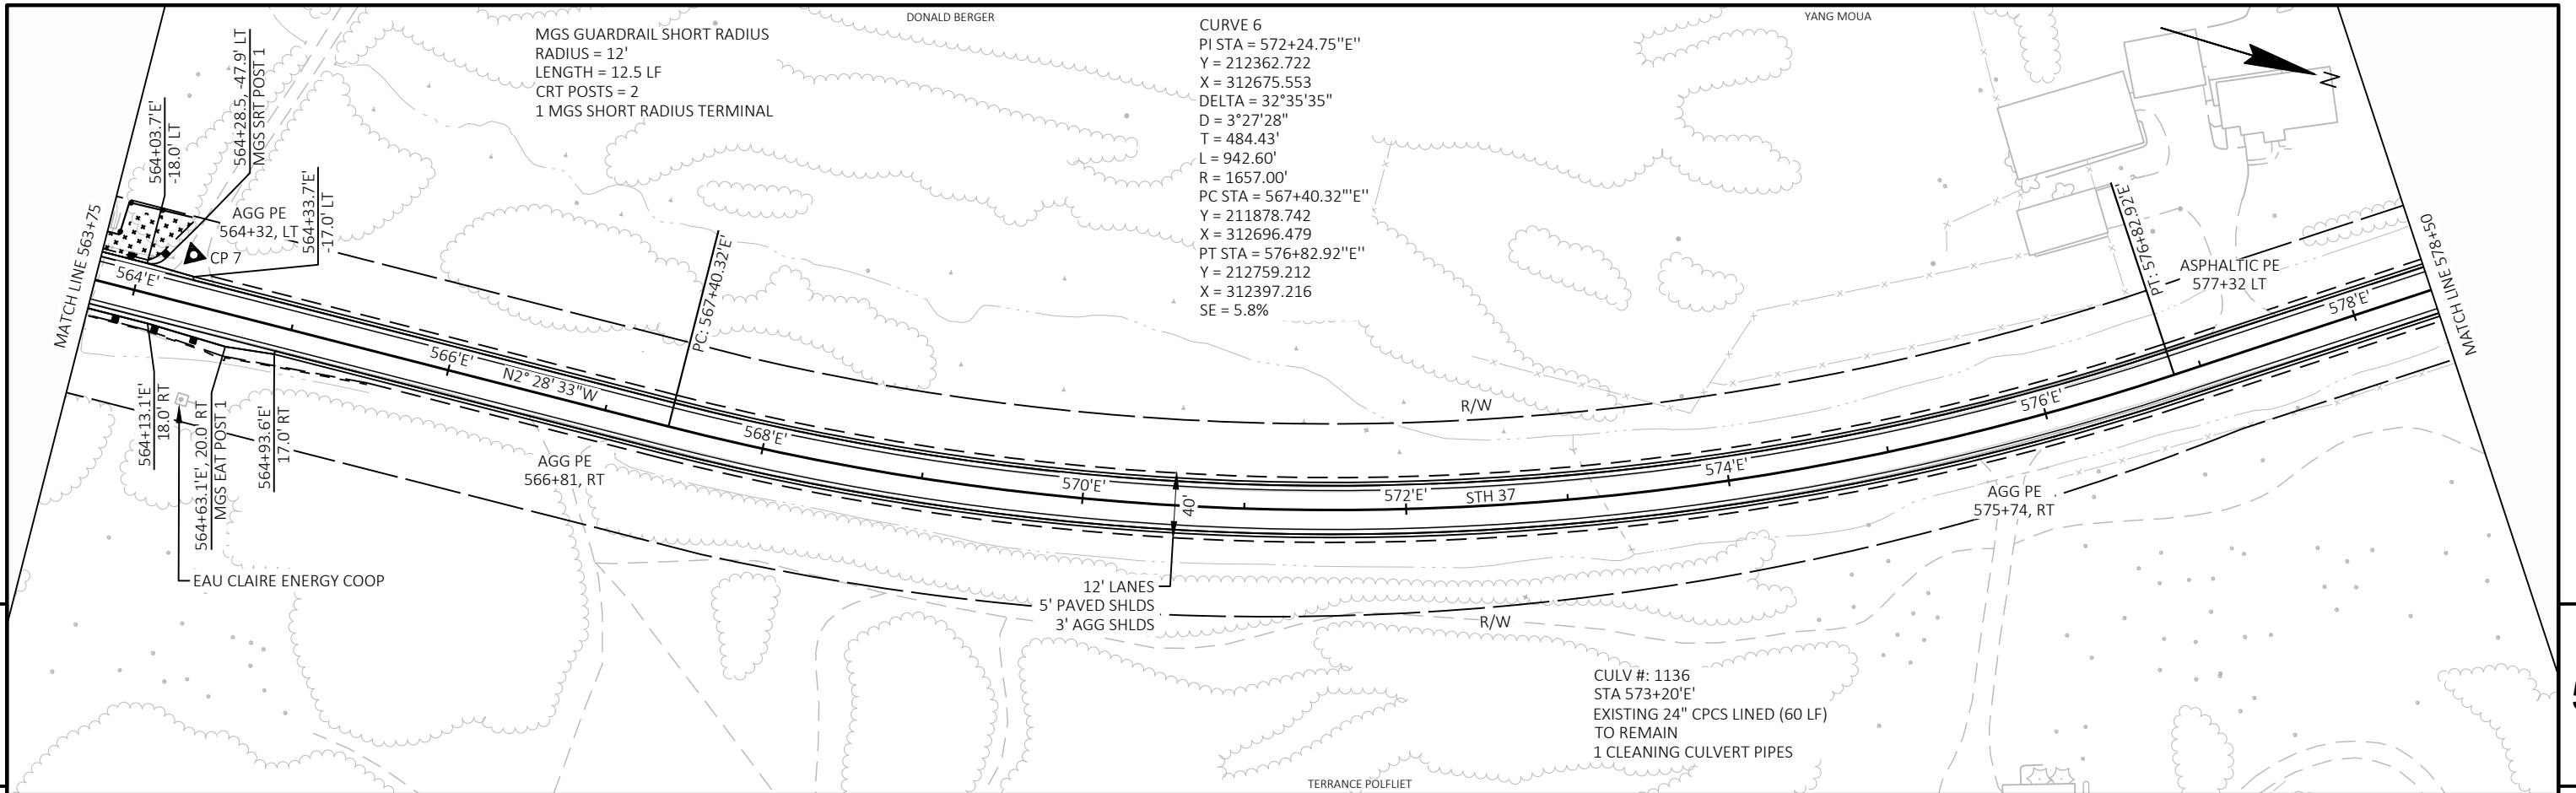 DONALD BERGER
YANG MOUA
MGS GUARDRAIL SHORT RADIUS
RADIUS = 12'
LENGTH = 12.5 LF
CRT POSTS = 2
1 MGS SHORT RADIUS TERMINAL
CURVE 6
PI STA = 572+24.75"E"
Y = 212362.722
X = 312675.553
DELTA = 32°35'35"
D = 3°27'28"
T = 484.43'
L = 942.60'
R = 1657.00'
PC STA = 567+40.32"'E"
Y = 211878.742
X = 312696.479
PT STA = 576+82.92"E"
Y = 212759.212
X = 312397.216
SE = 5.8%
N
MATCH LINE 563+75
564+03.7'E'
-18.0' LT
564+28.5, -47.9' LT
MGS SRT POST 1
564+33.7'E'
-17.0' LT
AGG PE
564+32, LT
CP 7
564'E'
566'E'
N2° 28' 33"W
PC: 567+40.32'E'
568'E'
570'E'
40'
572'E'
STH 37
574'E'
576'E'
578'E'
R/W
PT: 576+82.92'E'
ASPHALTIC PE
577+32 LT
MATCH LINE 578+50
564+13.1'E'
18.0' RT
564+63.1'E', 20.0' RT
MGS EAT POST 1
564+93.6'E'
17.0' RT
AGG PE
566+81, RT
AGG PE
575+74, RT
EAU CLAIRE ENERGY COOP
12' LANES
5' PAVED SHLDS
3' AGG SHLDS
R/W
CULV #: 1136
STA 573+20'E'
EXISTING 24" CPCS LINED (60 LF)
TO REMAIN
1 CLEANING CULVERT PIPES
TERRANCE POLFLIET